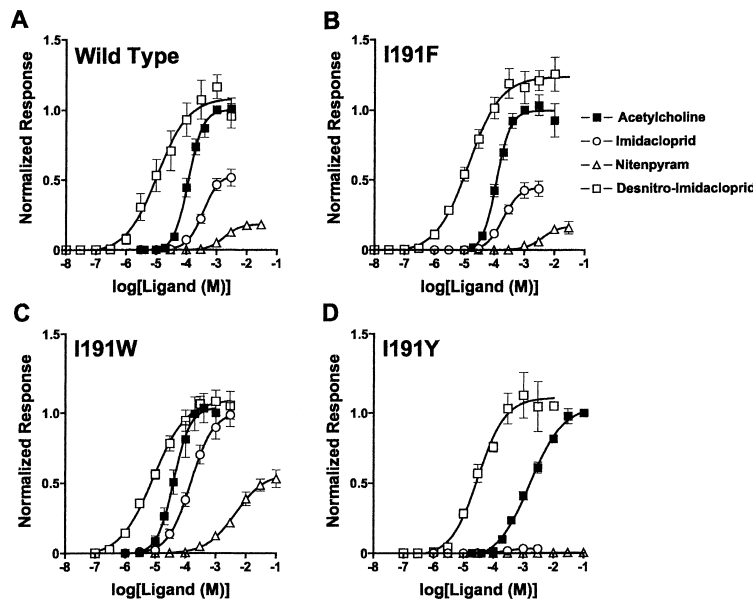 A
Wild Type
Normalized Response
1.5
1.0
0.5
0
-8 -7 -6 -5 -4 -3 -2 -1
log[Ligand (M)]
B
I191F
Normalized Response
1.5
1.0
0.5
0
-8 -7 -6 -5 -4 -3 -2 -1
log[Ligand (M)]
Acetylcholine
Imidacloprid
Nitenpyram
Desnitro-Imidacloprid
C
I191W
Normalized Response
1.5
1.0
0.5
0
-8 -7 -6 -5 -4 -3 -2 -1
log[Ligand (M)]
D
I191Y
Normalized Response
1.5
1.0
0.5
0
-8 -7 -6 -5 -4 -3 -2 -1
log[Ligand (M)]